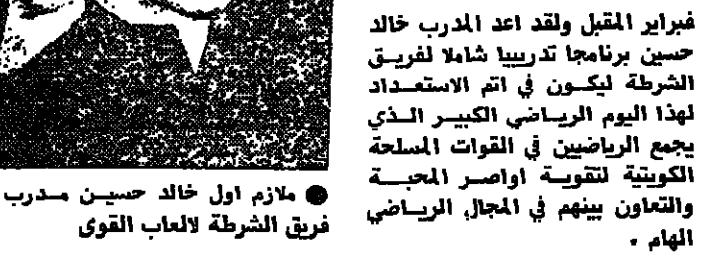 فبراير المقبل ولقد اعد المدرب خالد
حسين برنامجا تدريبيا شاملا لفريق
الشرطة ليكون في اتم الاستعداد
لهذا اليوم الرياضي الكبير الذي
يجمع الرياضيين في القوات المسلحة
الكويتية لتقوية اواصر المحبة
والتعاون بينهم في المجال الرياضي
الهام .
● ملازم اول خالد حسين مدرب
فريق الشرطة لالعاب القوى